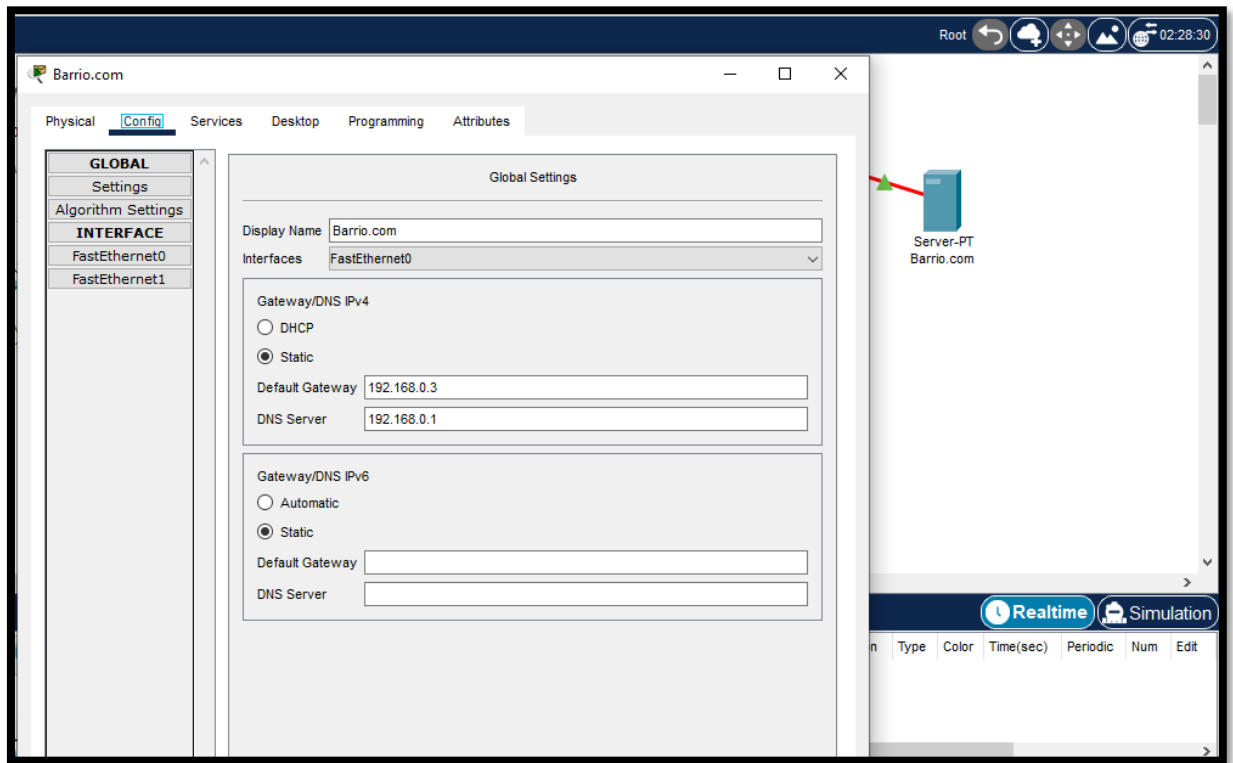 Root 02:28:30
Barrio.com
Physical Config Services Desktop Programming Attributes
GLOBAL
Settings
Algorithm Settings
INTERFACE
FastEthernet0
FastEthernet1
Global Settings
Display Name Barrio.com
Interfaces FastEthernet0
Gateway/DNS IPv4
DHCP
Static
Default Gateway 192.168.0.3
DNS Server 192.168.0.1
Gateway/DNS IPv6
Automatic
Static
Default Gateway
DNS Server
Server-PT
Barrio.com
Realtime Simulation
Type Color Time(sec) Periodic Num Edit